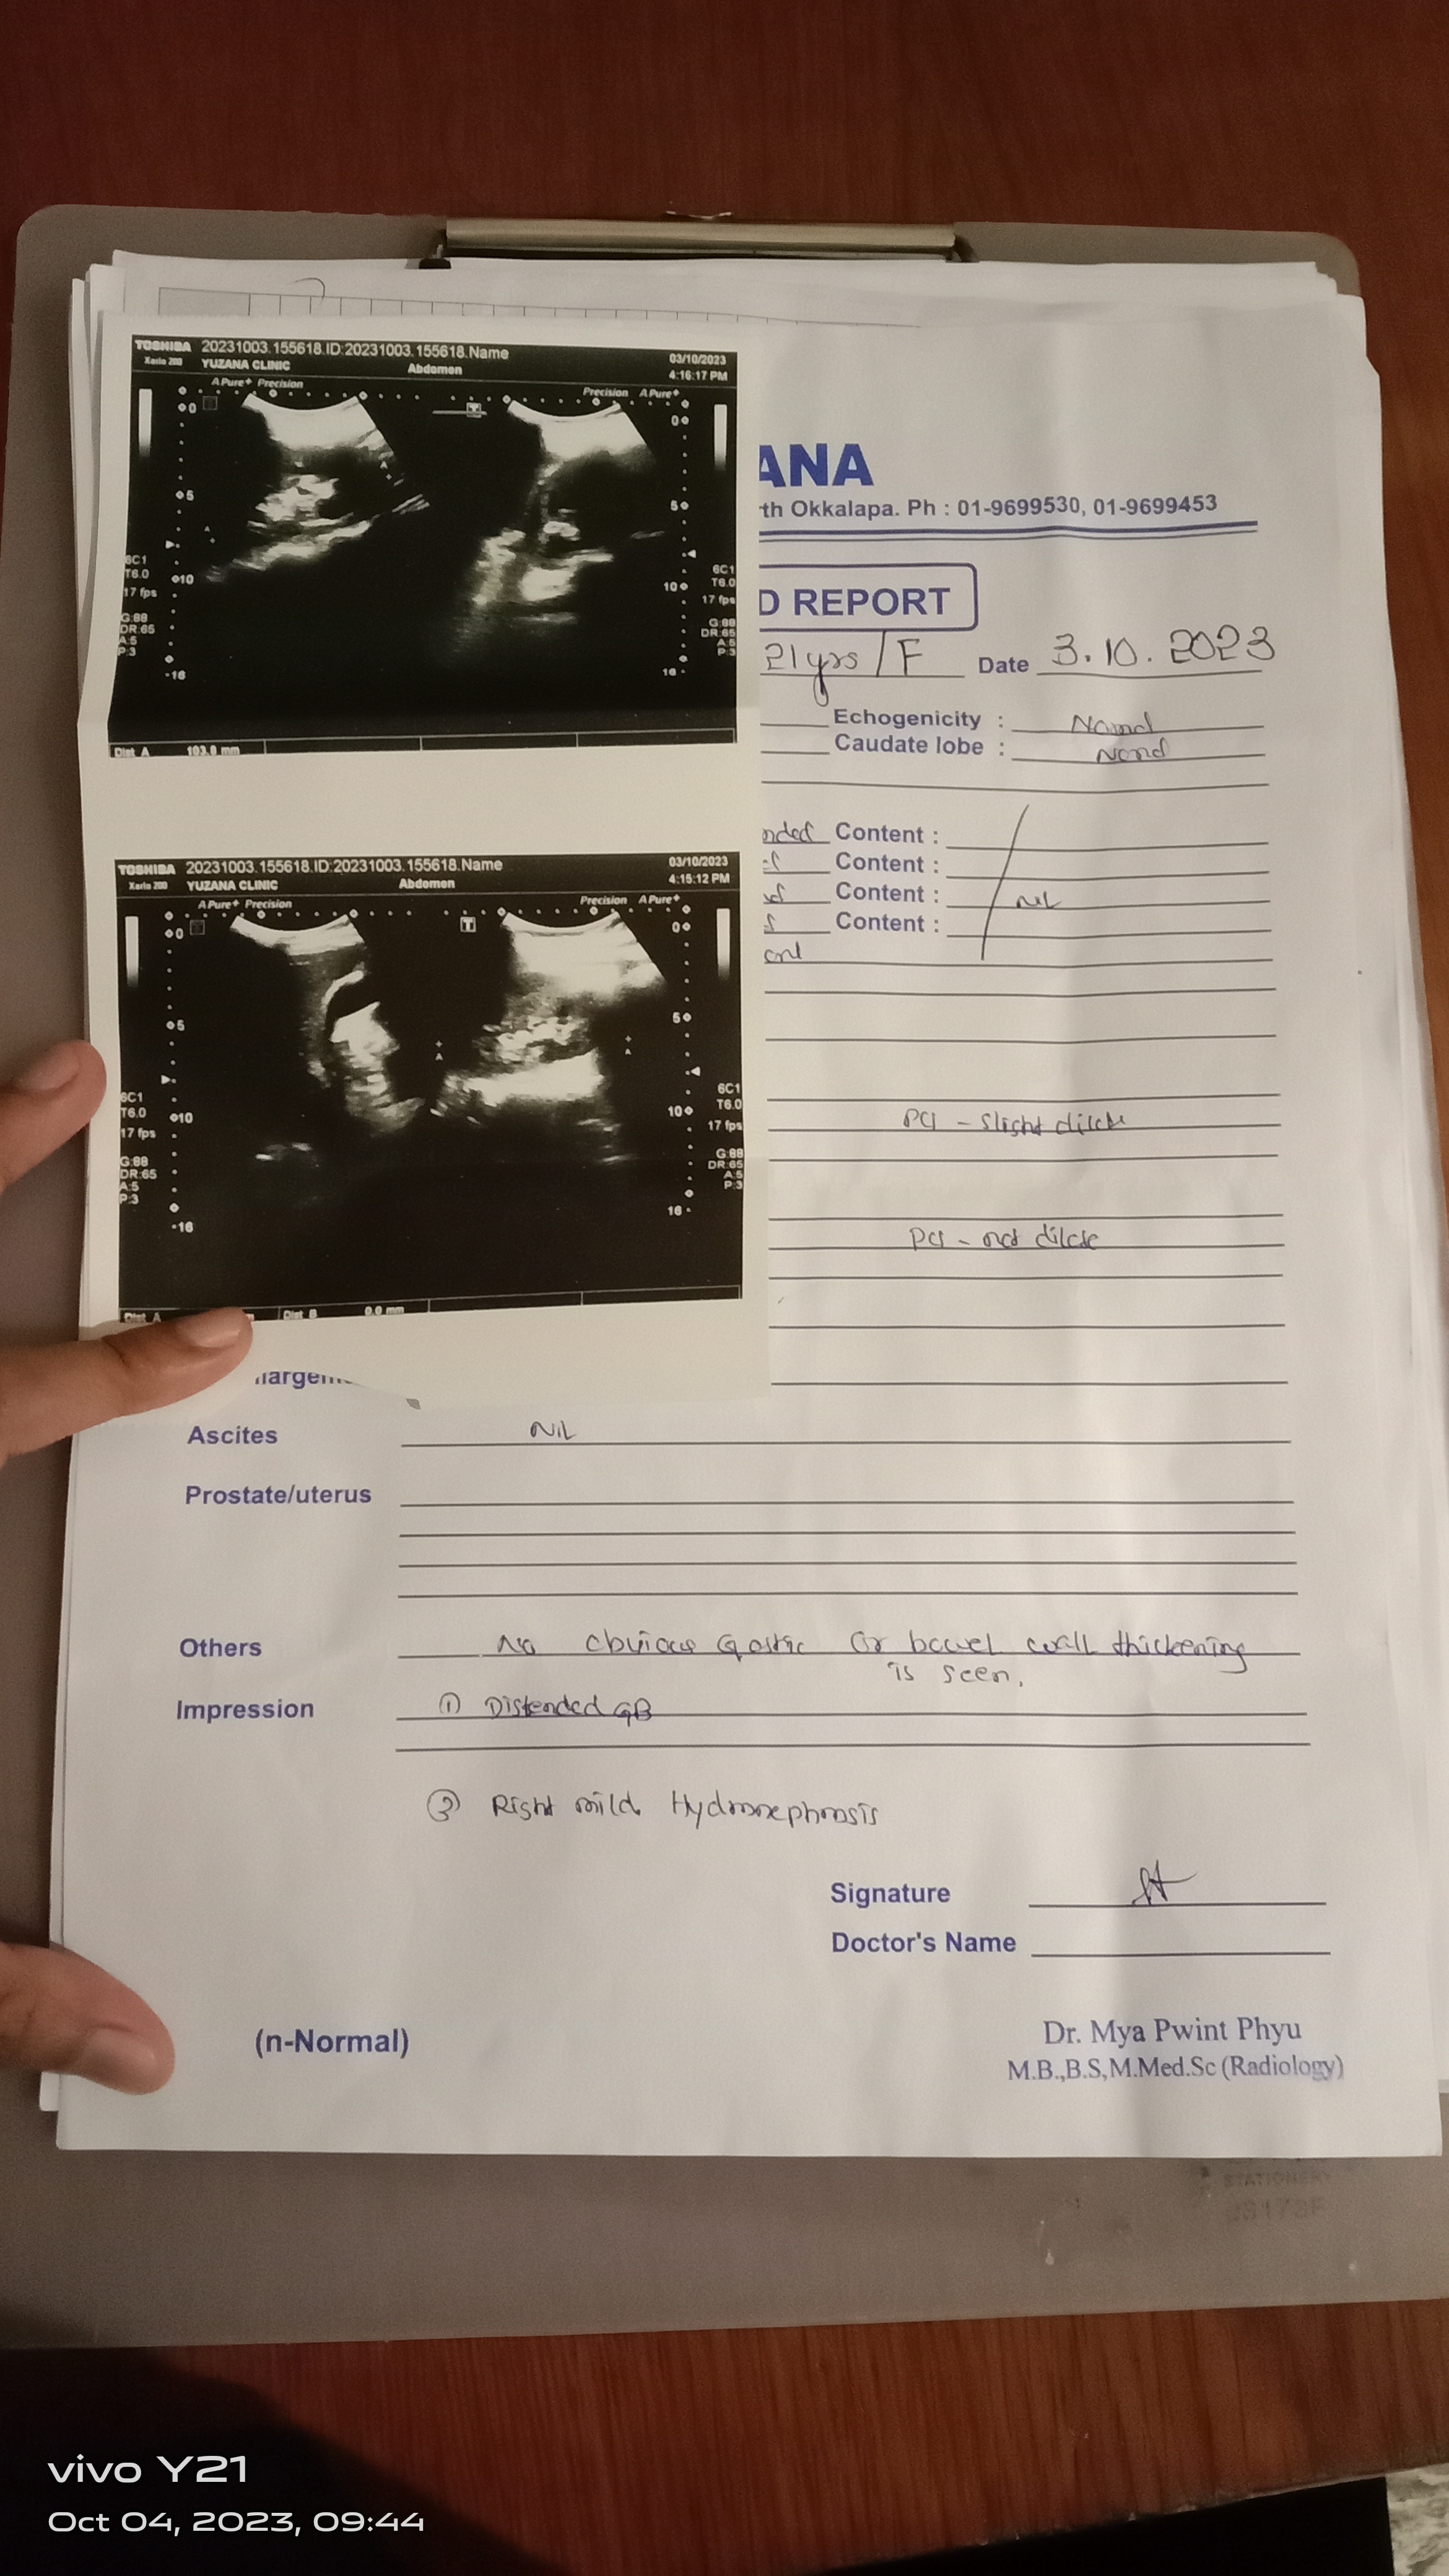 TOSHIBA 20231003.155618.ID:20231003.155618.Name 03/10/2023
Xario 200 YUZANA CLINIC Abdomen 4:16:17 PM
APure+ Precision Precision APure+
0 0
5 5
10 10
16 16
6C1 6C1
T6.0 T6.0
17 fps 17 fps
G:88 G:88
DR:65 DR:65
A:5 A:5
P:3 P:3
Dist A 103.8 mm
TOSHIBA 20231003.155618.ID:20231003.155618.Name 03/10/2023
Xario 200 YUZANA CLINIC Abdomen 4:15:12 PM
APure+ Precision Precision APure+
0 0
5 5
10 10
16 16
6C1 6C1
T6.0 T6.0
17 fps 17 fps
G:88 G:88
DR:65 DR:65
A:5 A:5
P:3 P:3
Dist A Dist B 0.0 mm
ANA
rth Okkalapa. Ph : 01-9699530, 01-9699453
D REPORT
21yrs/F Date 3.10.2023
Echogenicity :
Caudate lobe :
nded Content :
Content :
Content : NIL
Content :
PCS - slight dilate
PCS - not dilate
Ascites NIL
Prostate/uterus
Others No obvious Gastric or bowel wall thickening
is seen.
Impression ① Distended GB
② Right mild Hydronephrosis
Signature
Doctor's Name
(n-Normal)
Dr. Mya Pwint Phyu
M.B.,B.S,M.Med.Sc (Radiology)
vivo Y21
Oct 04, 2023, 09:44